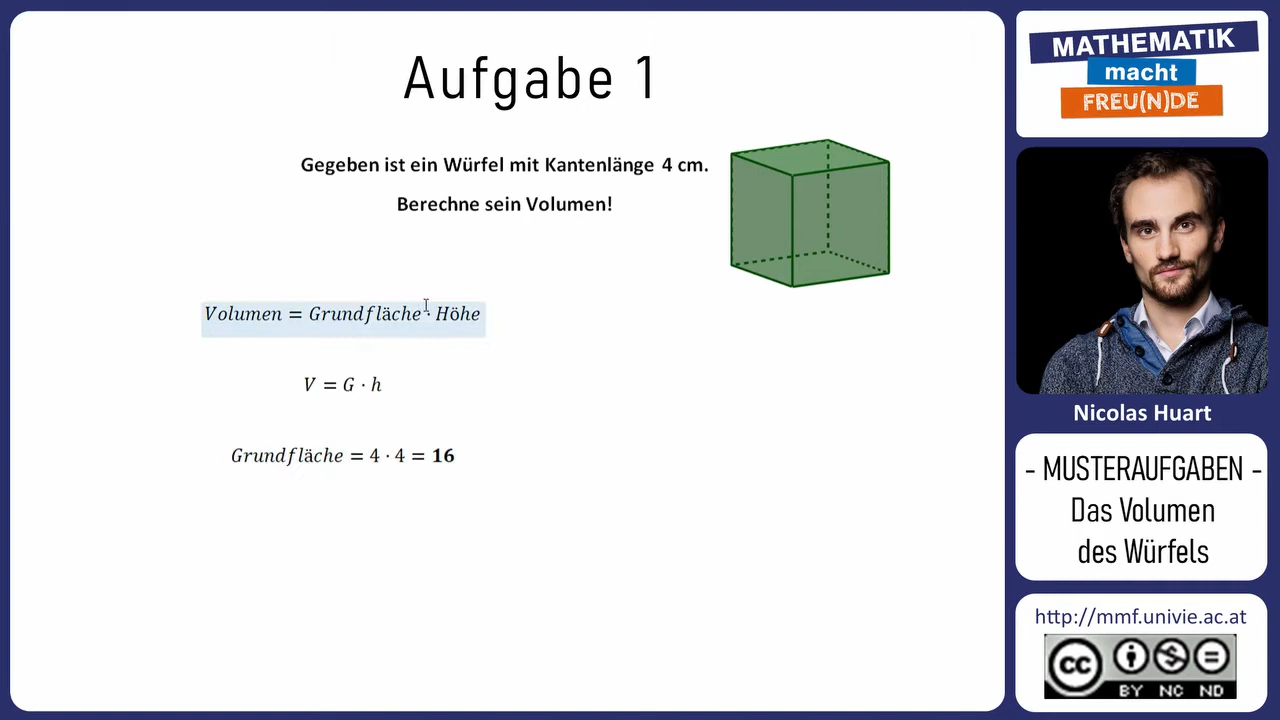 Aufgabe 1
Gegeben ist ein Würfel mit Kantenlänge 4 cm.
Berechne sein Volumen!
Volumen = Grundfläche · Höhe
V = G · h
Grundfläche = 4 · 4 = 16
MATHEMATIK
macht
FREU(N)DE
Nicolas Huart
- MUSTERAUFGABEN -
Das Volumen
des Würfels
http://mmf.univie.ac.at
cc
BY NC ND